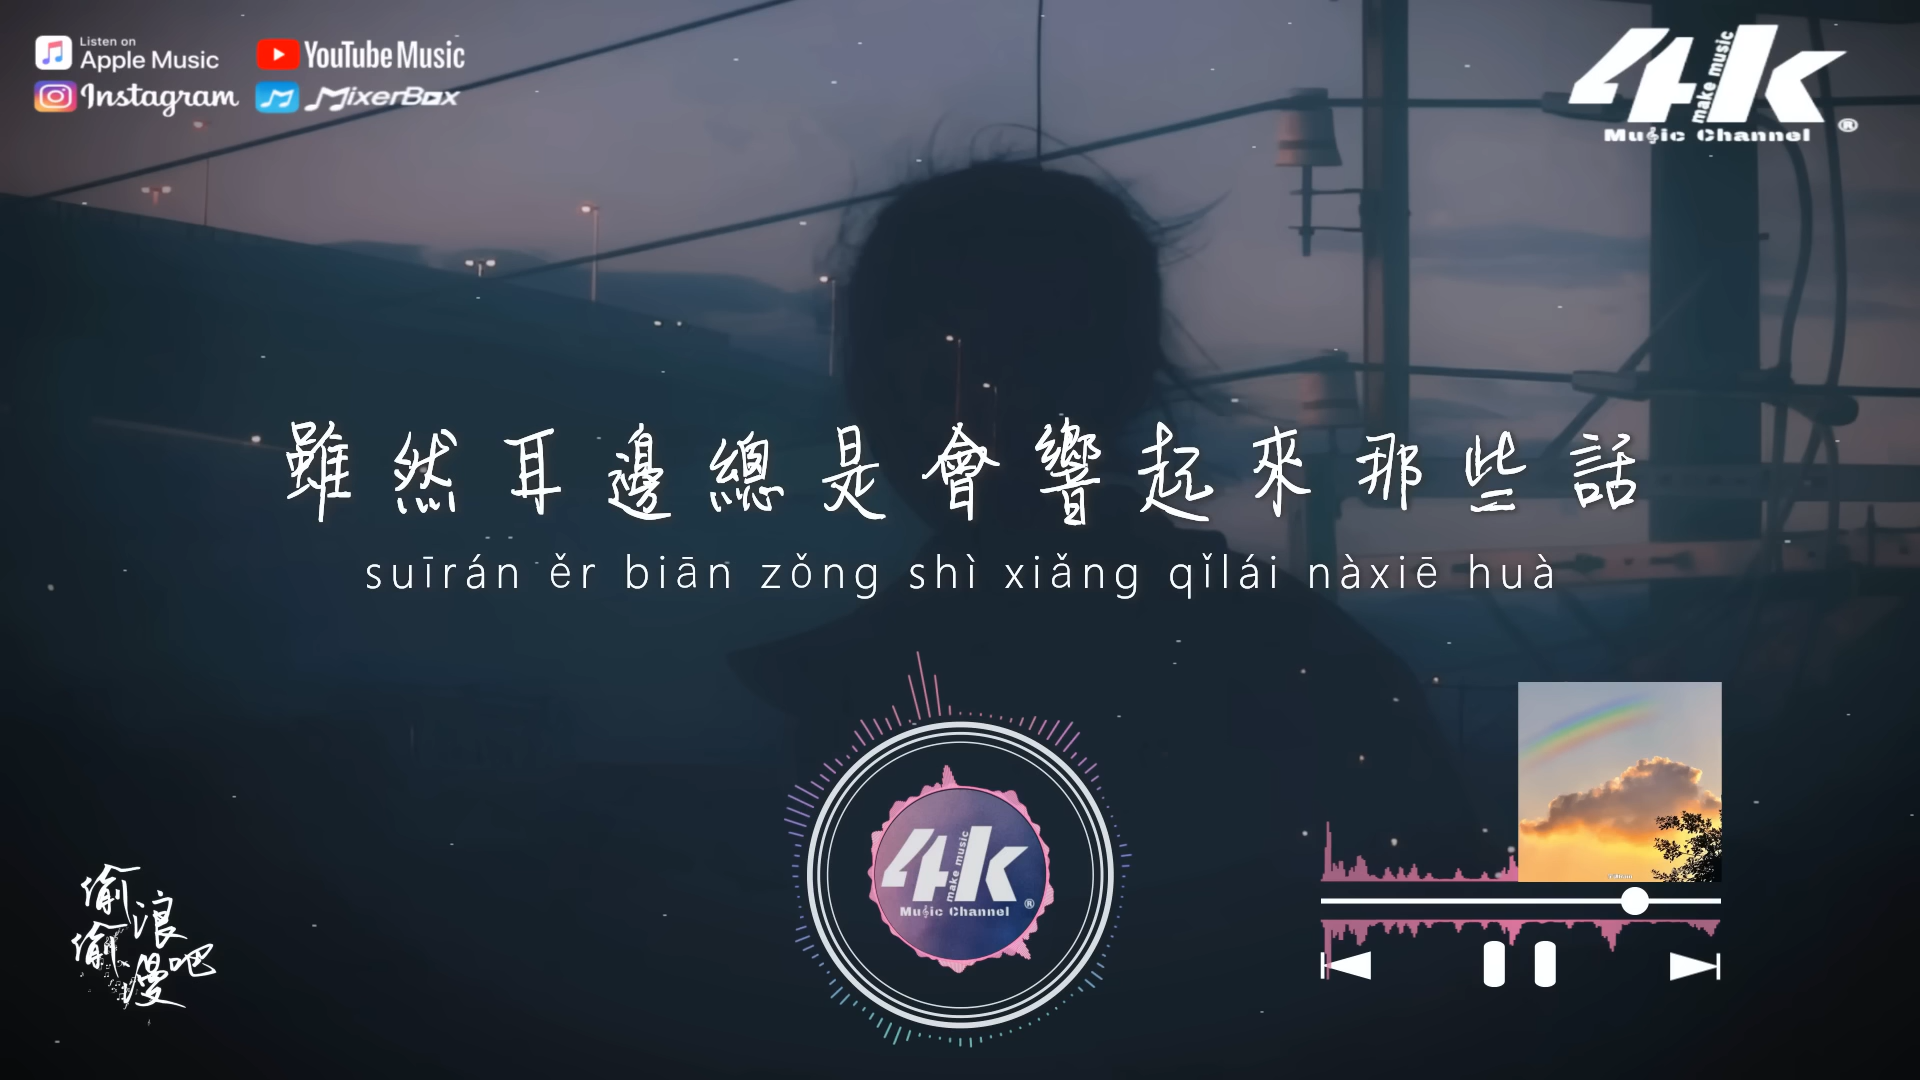 Listen on
Apple Music
YouTube Music
Instagram
MixerBox
4k
make music
Music Channel ®
雖然耳邊總是會響起來那些話
suīrán ěr biān zǒng shì xiǎng qǐlái nàxiē huà
4k
make music
Music Channel ®
偷偷
浪漫吧